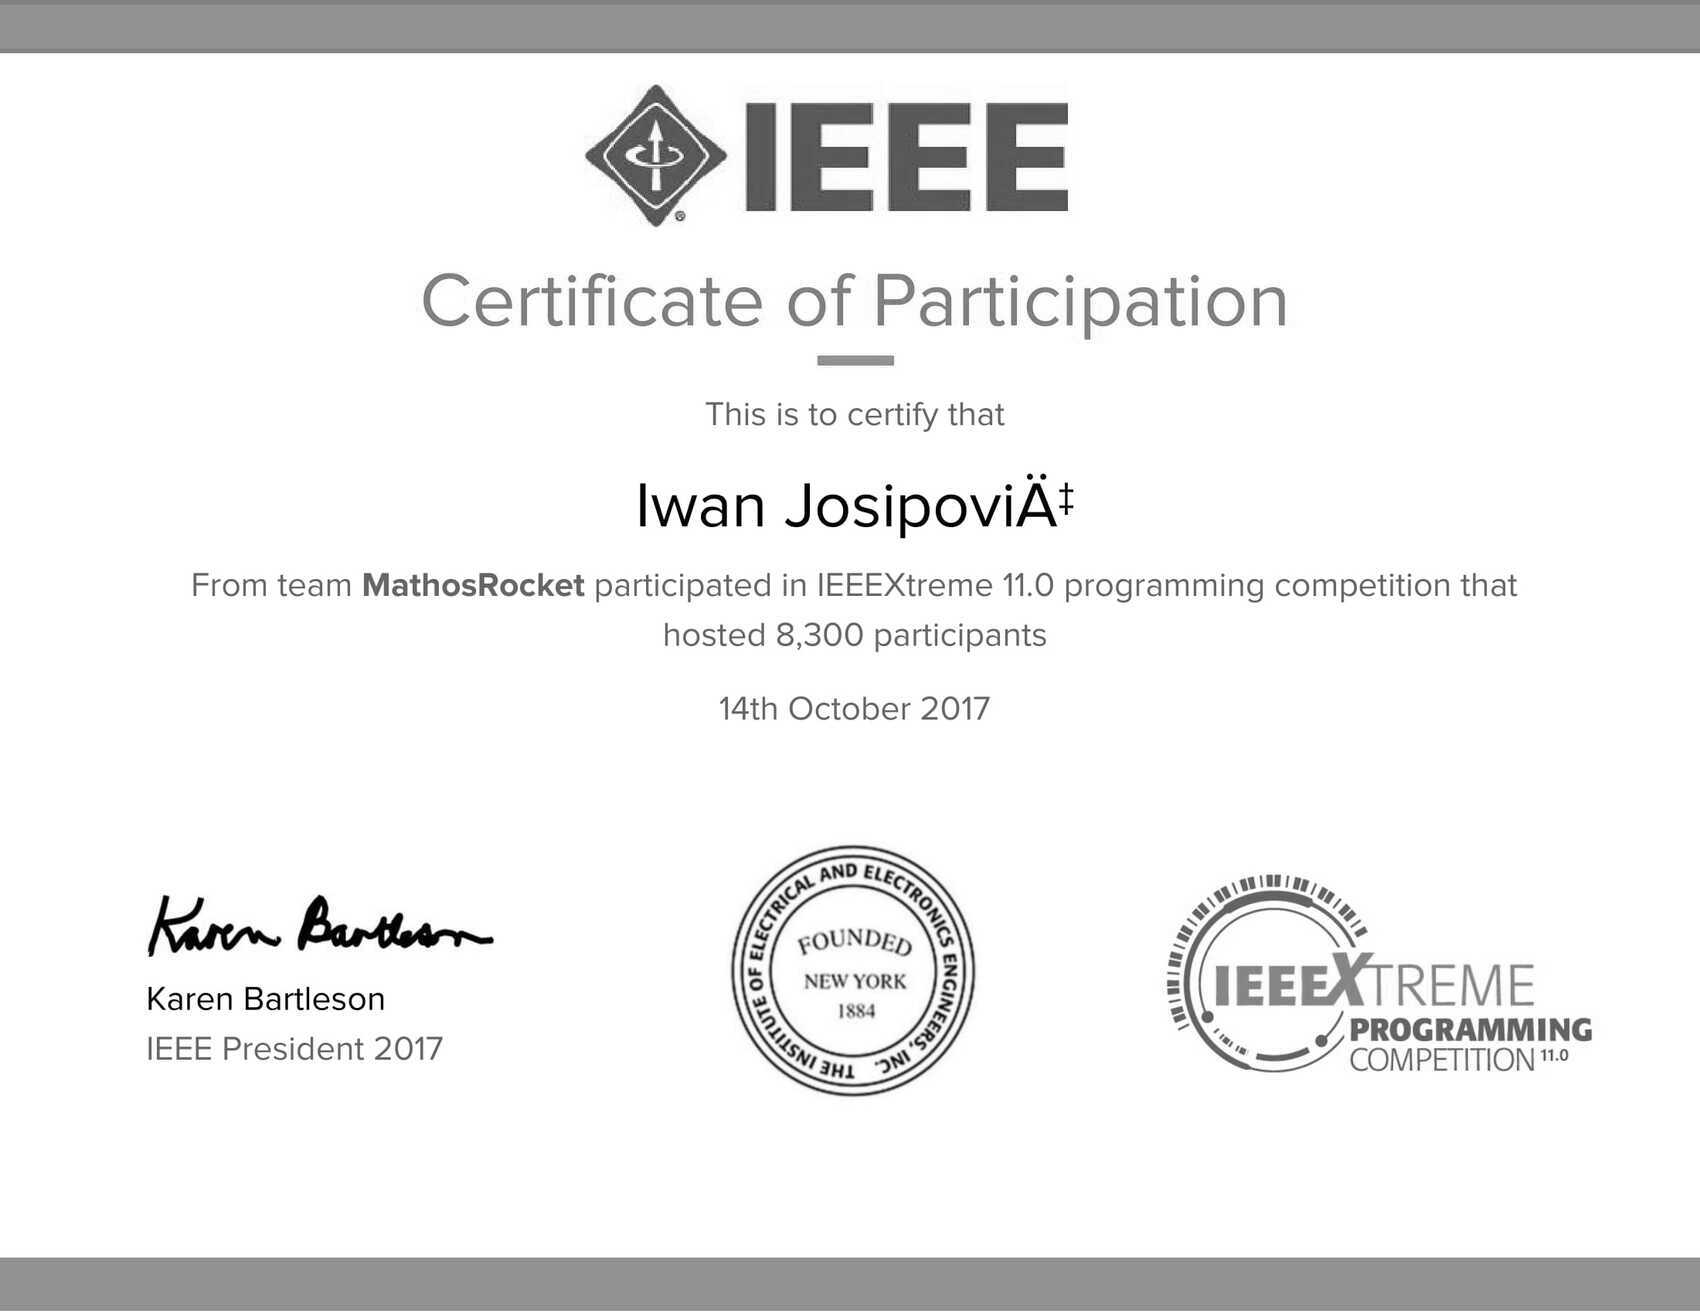 IEEE
®
Certificate of Participation
This is to certify that
Iwan JosipoviÄ‡
From team MathosRocket participated in IEEEXtreme 11.0 programming competition that
hosted 8,300 participants
14th October 2017
Karen Bartleson
Karen Bartleson
IEEE President 2017
THE INSTITUTE OF ELECTRICAL AND ELECTRONICS ENGINEERS, INC.
FOUNDED
NEW YORK
1884
IEEEXTREME
PROGRAMMING
COMPETITION 11.0